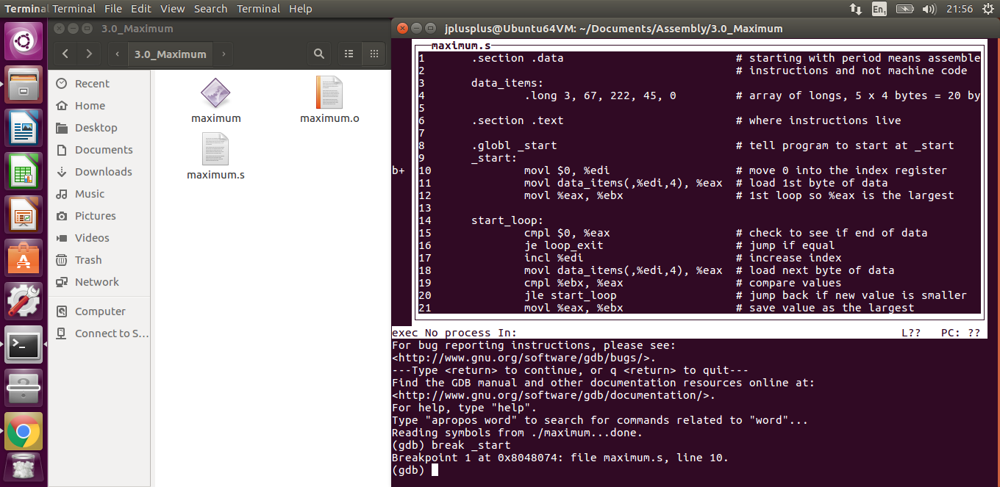 Terminal Terminal File Edit View Search Terminal Help En1 21:56
3.0_Maximum
3.0_Maximum
Recent
Home
Desktop
Documents
Downloads
Music
Pictures
Videos
Trash
Network
Computer
Connect to S...
maximum
maximum.o
maximum.s
jplusplus@Ubuntu64VM: ~/Documents/Assembly/3.0_Maximum
maximum.s
1 .section .data # starting with period means assemble
2 # instructions and not machine code
3 data_items:
4 .long 3, 67, 222, 45, 0 # array of longs, 5 x 4 bytes = 20 by
5
6 .section .text # where instructions live
7
8 .globl _start # tell program to start at _start
9 _start:
b+ 10 movl $0, %edi # move 0 into the index register
11 movl data_items(,%edi,4), %eax # load 1st byte of data
12 movl %eax, %ebx # 1st loop so %eax is the largest
13
14 start_loop:
15 cmpl $0, %eax # check to see if end of data
16 je loop_exit # jump if equal
17 incl %edi # increase index
18 movl data_items(,%edi,4), %eax # load next byte of data
19 cmpl %ebx, %eax # compare values
20 jle start_loop # jump back if new value is smaller
21 movl %eax, %ebx # save value as the largest
exec No process In: L?? PC: ??
For bug reporting instructions, please see:
<http://www.gnu.org/software/gdb/bugs/>.
---Type <return> to continue, or q <return> to quit---
Find the GDB manual and other documentation resources online at:
<http://www.gnu.org/software/gdb/documentation/>.
For help, type "help".
Type "apropos word" to search for commands related to "word"...
Reading symbols from ./maximum...done.
(gdb) break _start
Breakpoint 1 at 0x8048074: file maximum.s, line 10.
(gdb)